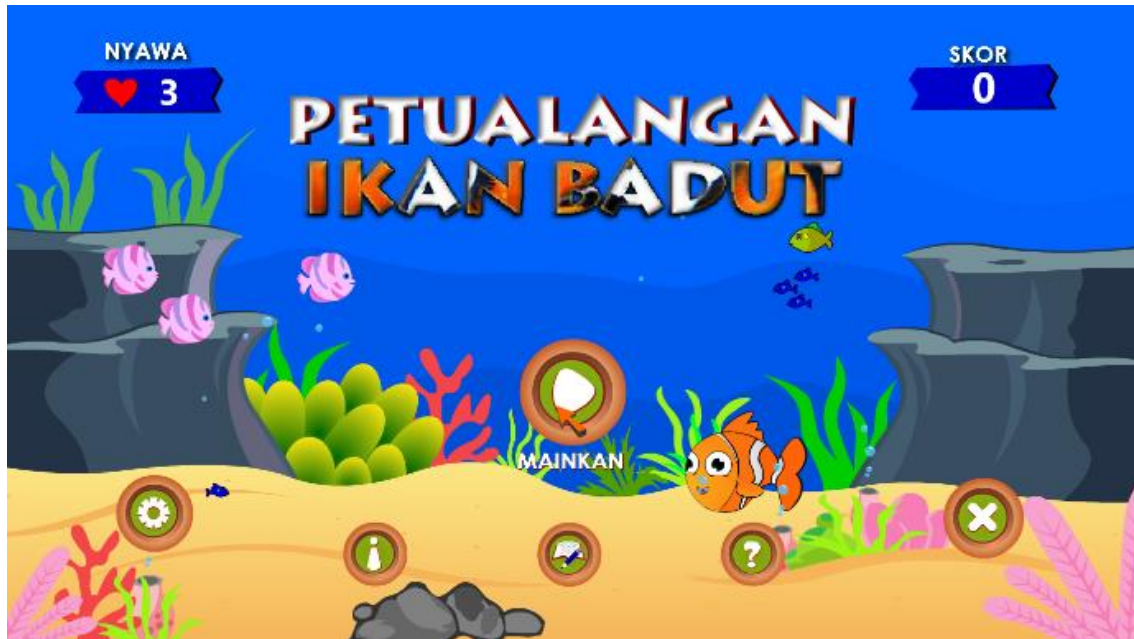 NYAWA
3
SKOR
0
PETUALANGAN
IKAN BADUT
MAINKAN
i
?